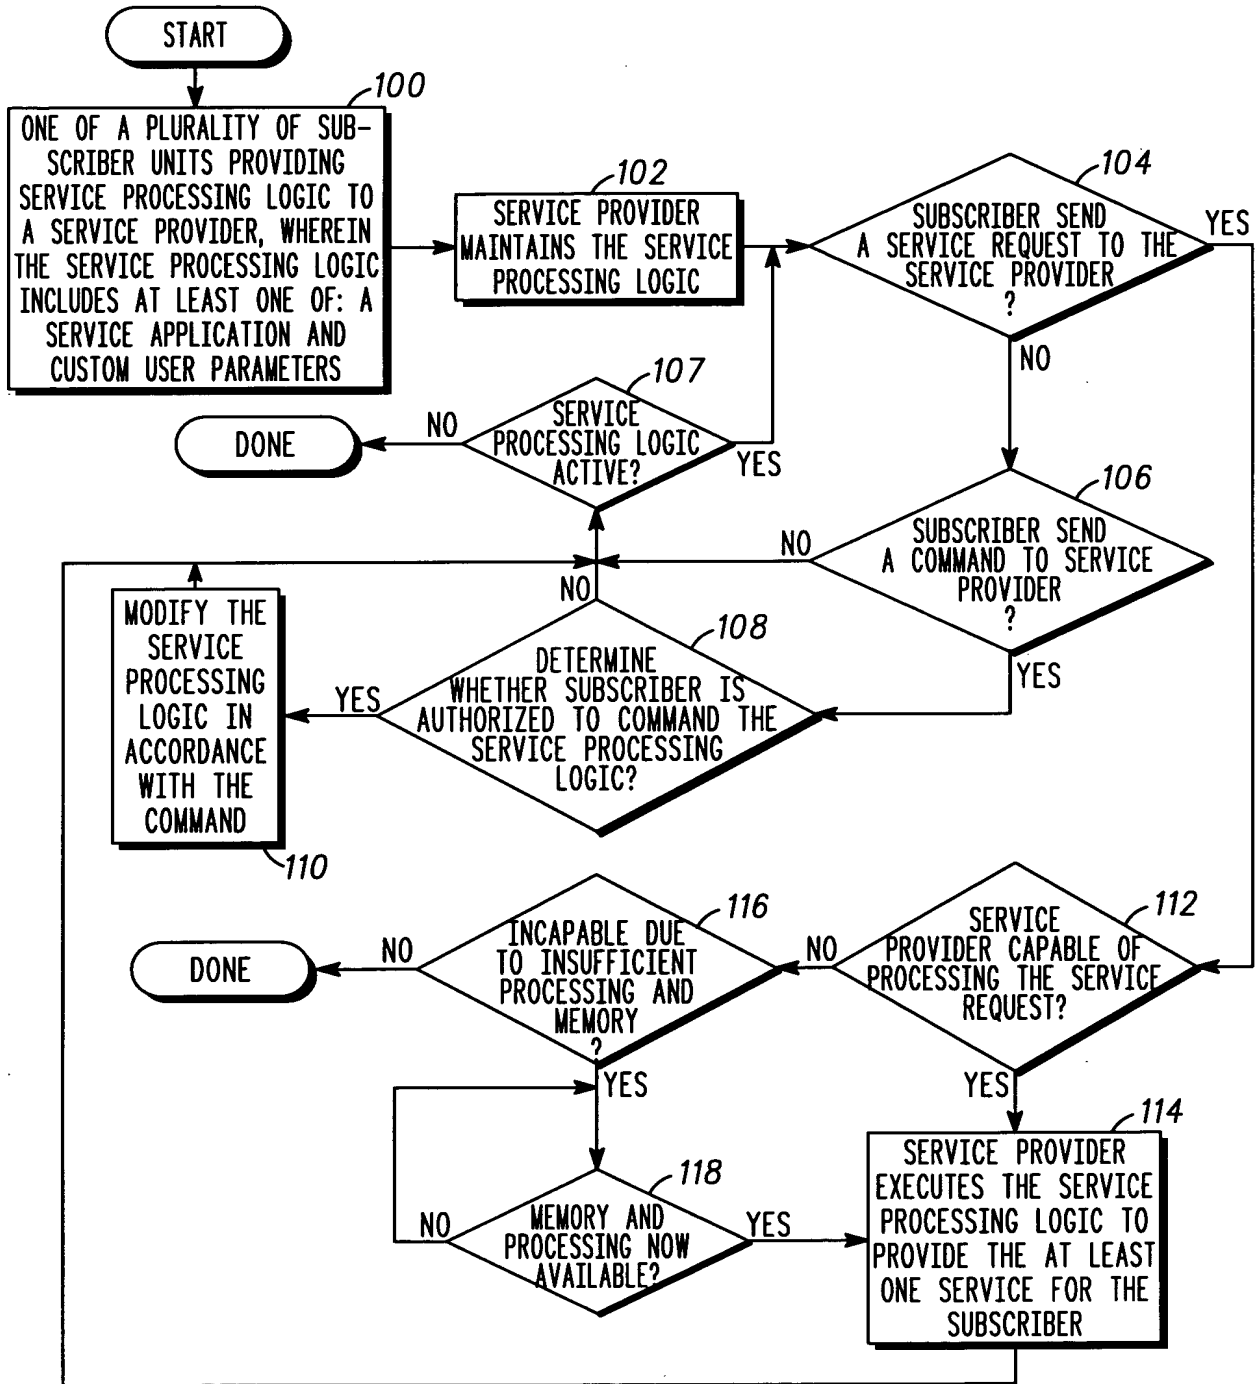 START
100
ONE OF A PLURALITY OF SUB-
SCRIBER UNITS PROVIDING
SERVICE PROCESSING LOGIC TO
A SERVICE PROVIDER, WHEREIN
THE SERVICE PROCESSING LOGIC
INCLUDES AT LEAST ONE OF: A
SERVICE APPLICATION AND
CUSTOM USER PARAMETERS
102
SERVICE PROVIDER
MAINTAINS THE SERVICE
PROCESSING LOGIC
104
SUBSCRIBER SEND
A SERVICE REQUEST TO THE
SERVICE PROVIDER
?
YES
NO
107
SERVICE
PROCESSING LOGIC
ACTIVE?
NO
YES
DONE
106
SUBSCRIBER SEND
A COMMAND TO SERVICE
PROVIDER
?
NO
YES
108
DETERMINE
WHETHER SUBSCRIBER IS
AUTHORIZED TO COMMAND THE
SERVICE PROCESSING
LOGIC?
NO
YES
MODIFY THE
SERVICE
PROCESSING
LOGIC IN
ACCORDANCE
WITH THE
COMMAND
110
112
SERVICE
PROVIDER CAPABLE OF
PROCESSING THE SERVICE
REQUEST?
NO
YES
116
INCAPABLE DUE
TO INSUFFICIENT
PROCESSING AND
MEMORY
?
NO
DONE
YES
118
MEMORY AND
PROCESSING NOW
AVAILABLE?
NO
YES
114
SERVICE PROVIDER
EXECUTES THE SERVICE
PROCESSING LOGIC TO
PROVIDE THE AT LEAST
ONE SERVICE FOR THE
SUBSCRIBER